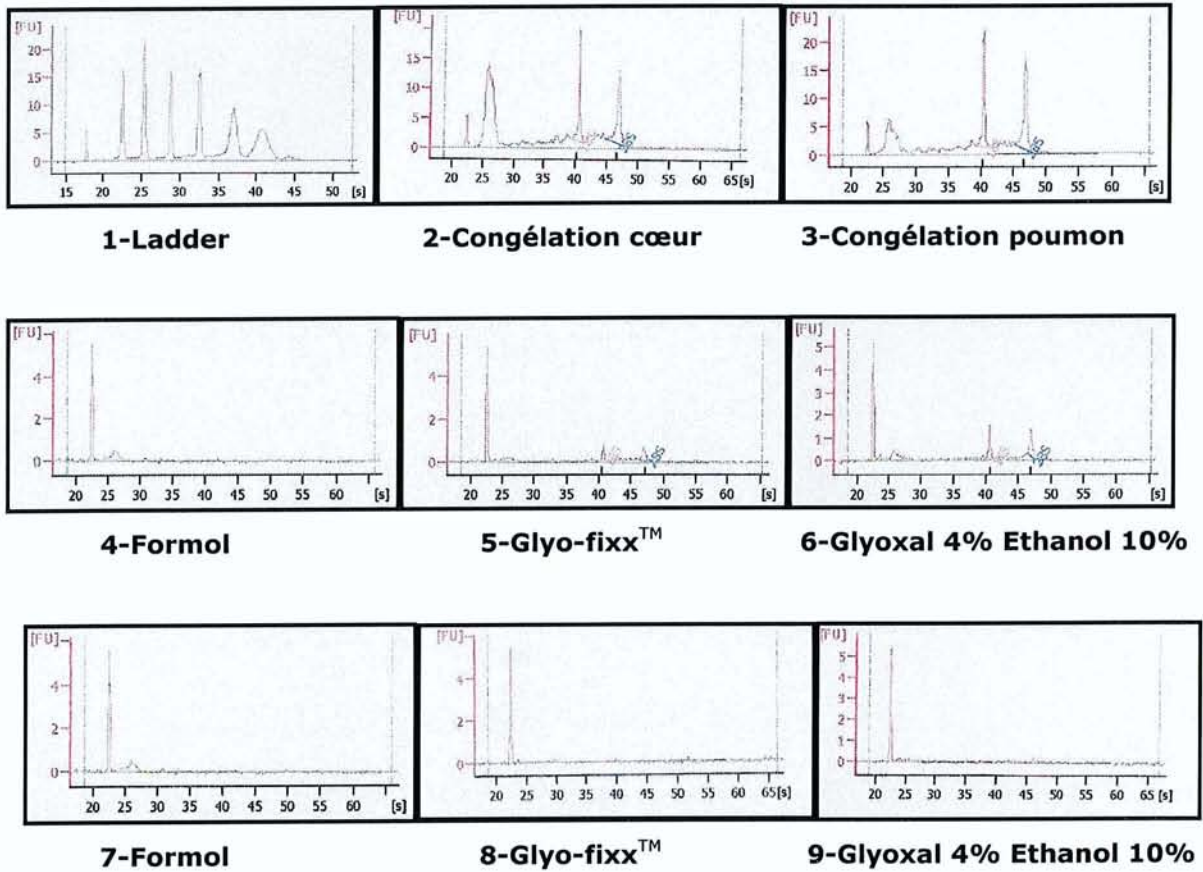 [FU]
20
15
10
5
0
15 20 25 30 35 40 45 50 [s]
1-Ladder
[FU]
15
10
5
0
20 25 30 35 40 45 50 55 60 65[s]
2-Congélation cœur
[FU]
20
15
10
5
0
20 25 30 35 40 45 50 55 60 [s]
3-Congélation poumon
[FU]
4
2
0
20 25 30 35 40 45 50 55 60 [s]
4-Formol
[FU]
4
2
0
20 25 30 35 40 45 50 55 60 [s]
5-Glyo-fixx™
[FU]
5
4
3
2
1
0
20 25 30 35 40 45 50 55 60 [s]
6-Glyoxal 4% Ethanol 10%
[FU]
4
2
0
20 25 30 35 40 45 50 55 60 [s]
7-Formol
[FU]
4
2
0
20 25 30 35 40 45 50 55 60 65[s]
8-Glyo-fixx™
[FU]
5
4
3
2
1
0
20 25 30 35 40 45 50 55 60 65[s]
9-Glyoxal 4% Ethanol 10%